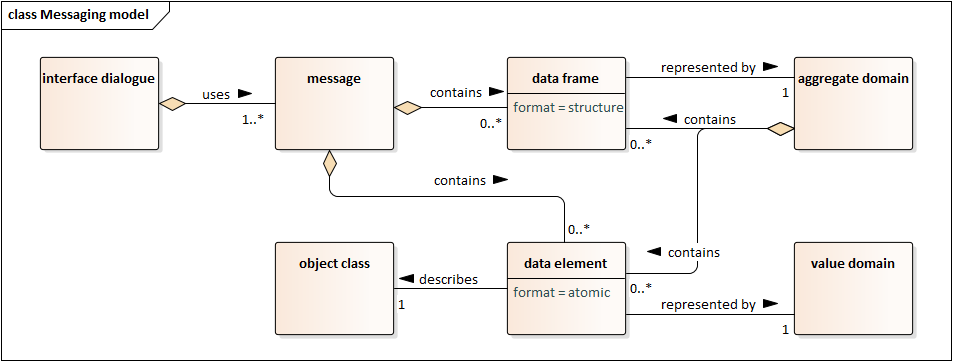 class Messaging model
interface dialogue
uses
1..*
message
contains
0..*
data frame
format = structure
represented by
1
aggregate domain
contains
0..*
contains
0..*
object class
describes
1
data element
format = atomic
contains
0..*
represented by
1
value domain